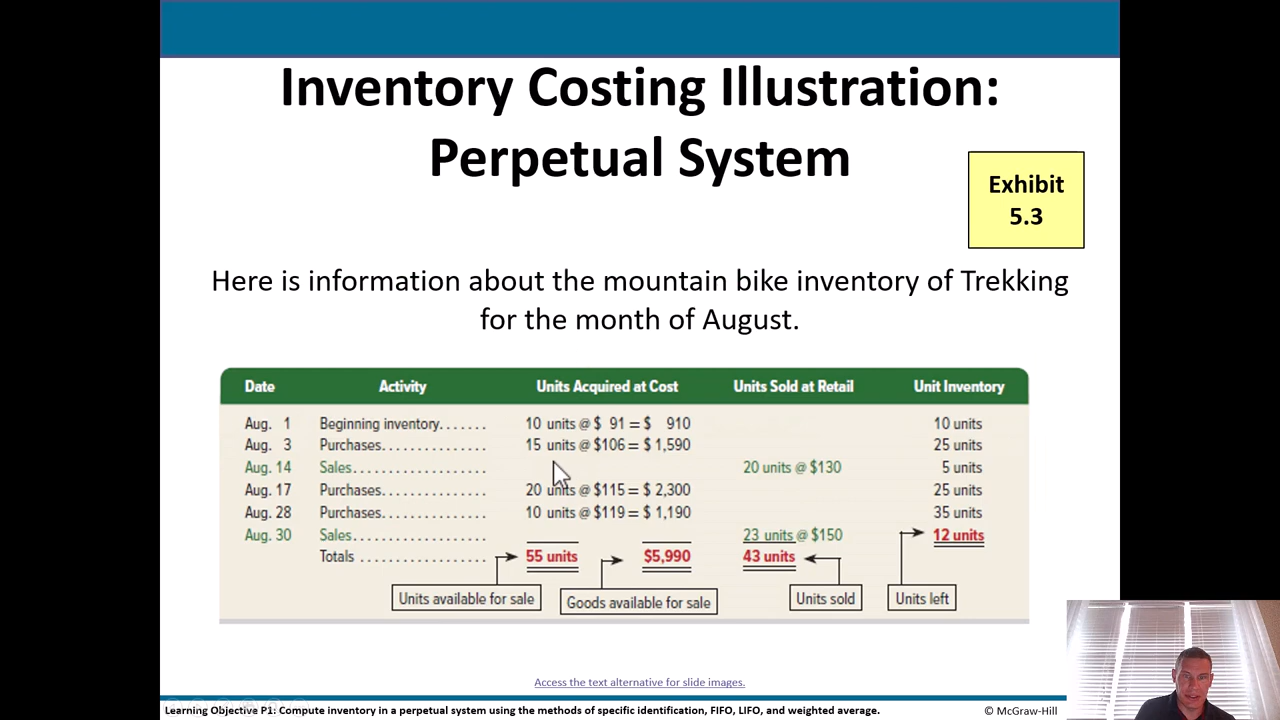 Inventory Costing Illustration:
Perpetual System
Exhibit
5.3
Here is information about the mountain bike inventory of Trekking
for the month of August.
Date Activity Units Acquired at Cost Units Sold at Retail Unit Inventory
Aug. 1 Beginning inventory....... 10 units @ $ 91 = $ 910 10 units
Aug. 3 Purchases............... 15 units @ $106 = $ 1,590 25 units
Aug. 14 Sales................... 20 units @ $130 5 units
Aug. 17 Purchases............... 20 units @ $115 = $ 2,300 25 units
Aug. 28 Purchases............... 10 units @ $119 = $ 1,190 35 units
Aug. 30 Sales................... 23 units @ $150 12 units
Totals .................. 55 units $5,990 43 units
Units available for sale Goods available for sale Units sold Units left
Access the text alternative for slide images.
Learning Objective P1: Compute inventory in a perpetual system using the methods of specific identification, FIFO, LIFO, and weighted average. © McGraw-Hill